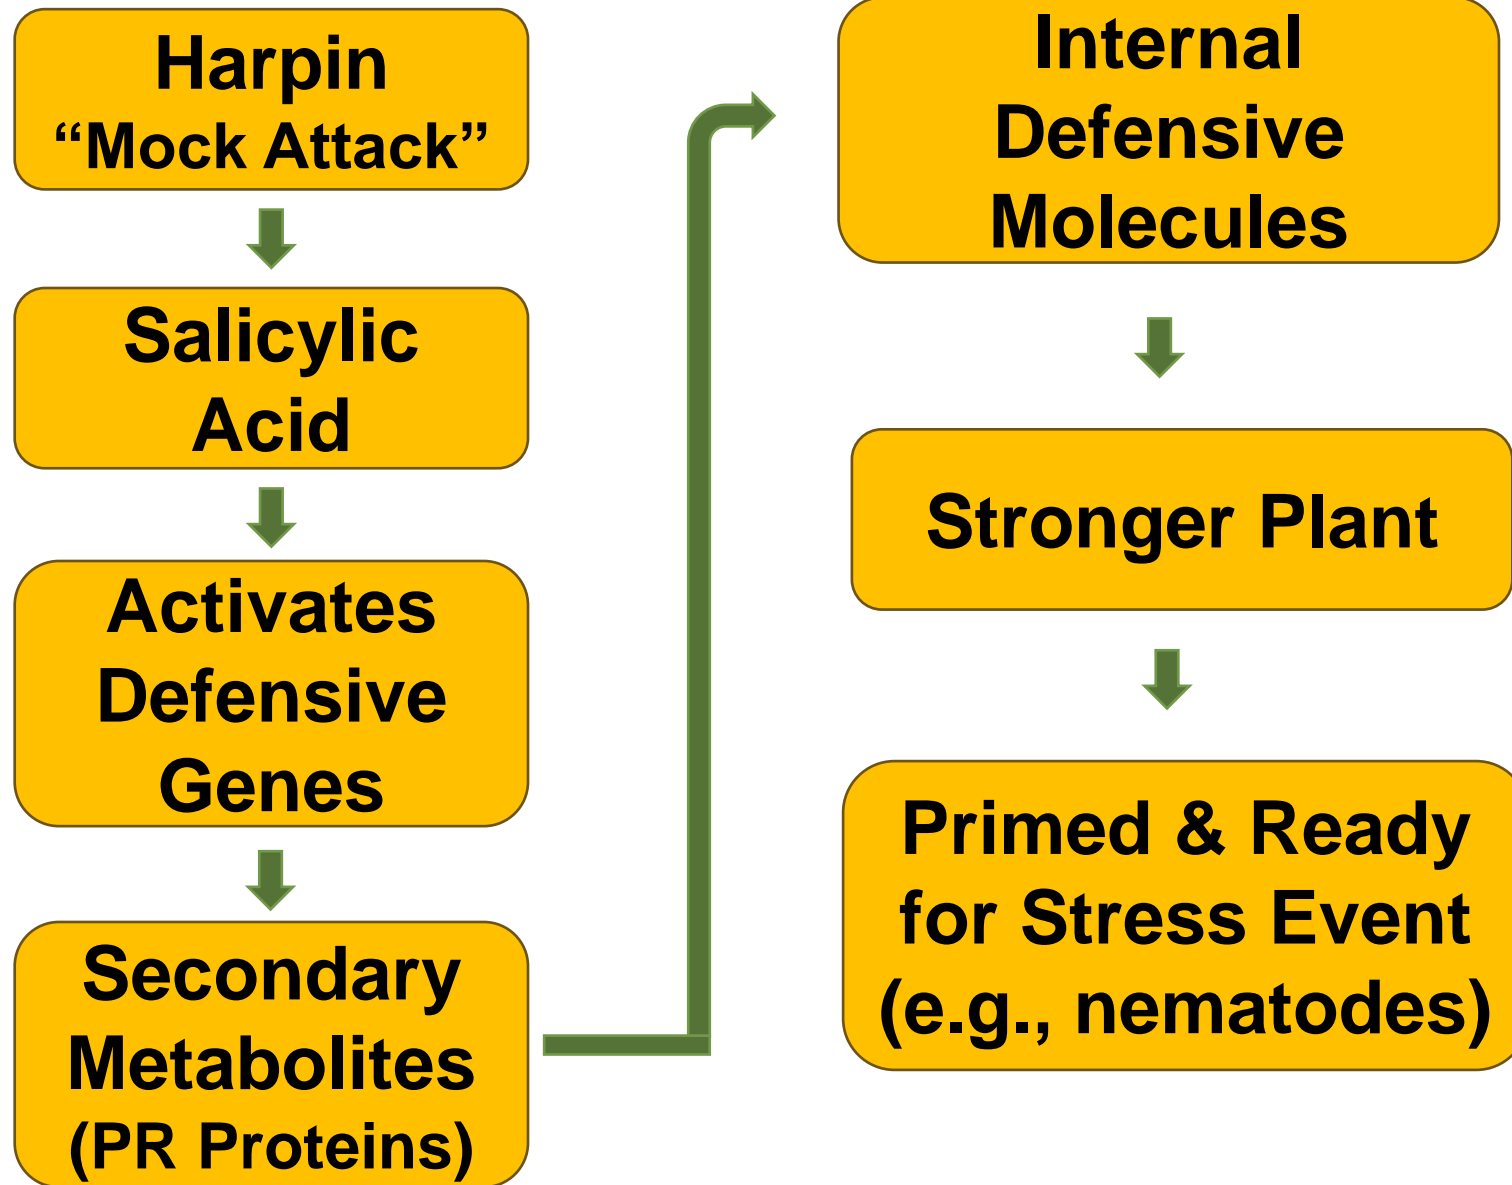 Harpin
“Mock Attack”
Salicylic
Acid
Activates
Defensive
Genes
Secondary
Metabolites
(PR Proteins)
Internal
Defensive
Molecules
Stronger Plant
Primed & Ready
for Stress Event
(e.g., nematodes)